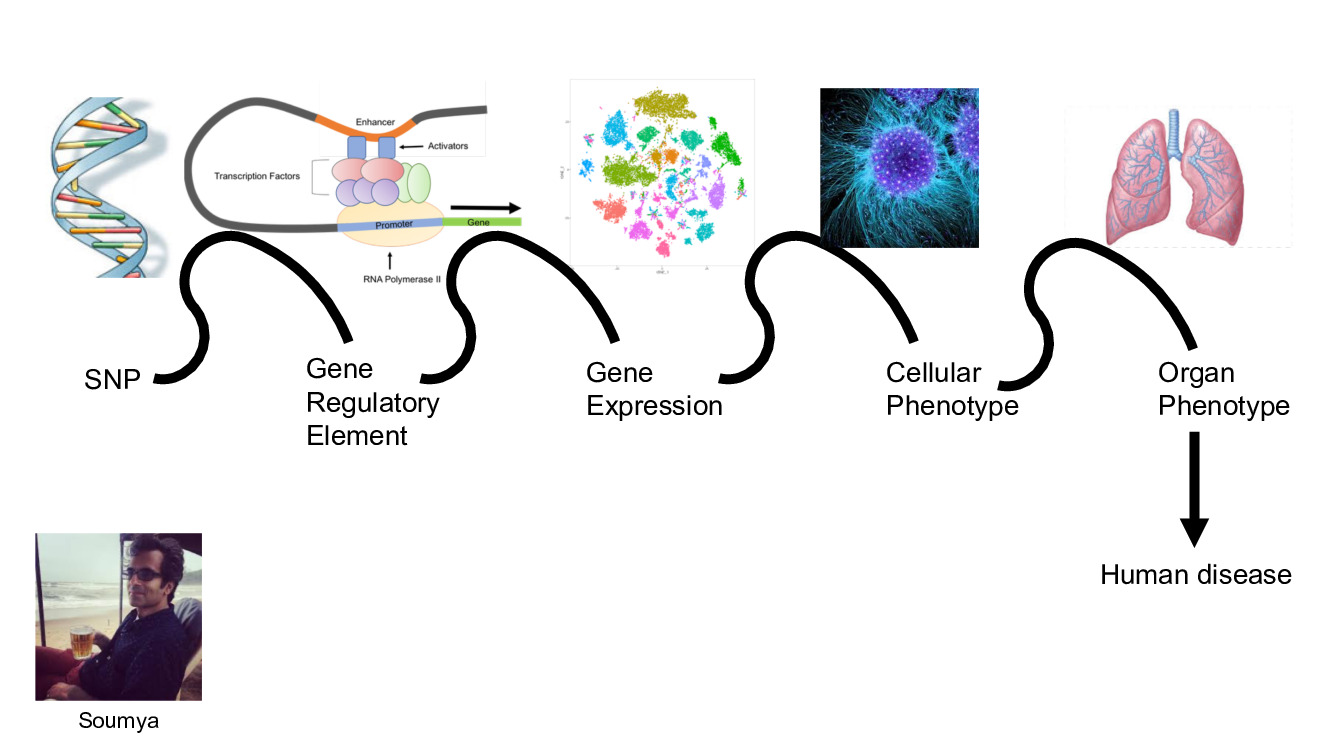 Enhancer
Activators
Transcription Factors
Promoter
Gene
RNA Polymerase II
SNP
Gene
Regulatory
Element
Gene
Expression
Cellular
Phenotype
Organ
Phenotype
Human disease
Soumya